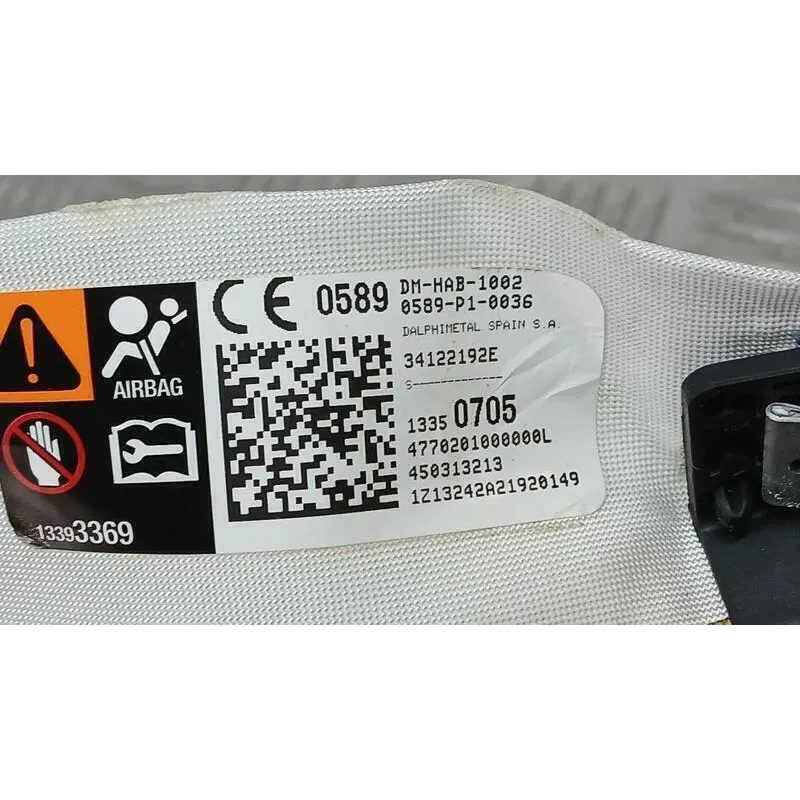 CE 0589 DM-HAB-1002
0589-P1-0036
DALPHIMETAL SPAIN S.A.
34122192E
S
1335 0705
4770201000000L
450313213
1Z13242A21920149
AIRBAG
13393369